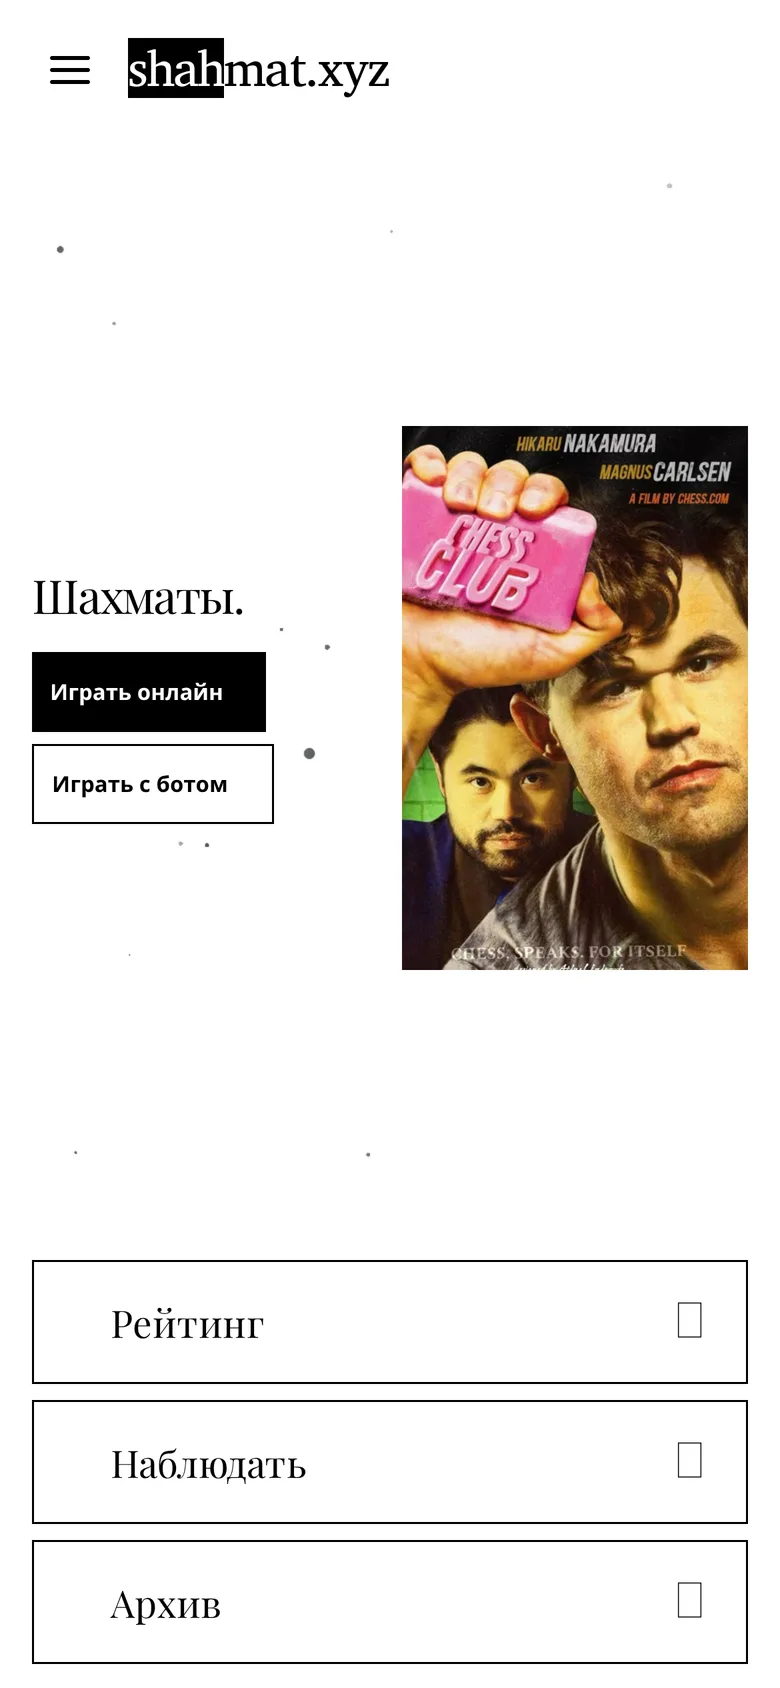 shahmat.xyz
HIKARU NAKAMURA
MAGNUS CARLSEN
A FILM BY CHESS.COM
CHESS
CLUB
Шахматы.
Играть онлайн
Играть с ботом
CHESS. SPEAKS. FOR ITSELF
Рейтинг
Наблюдать
Архив